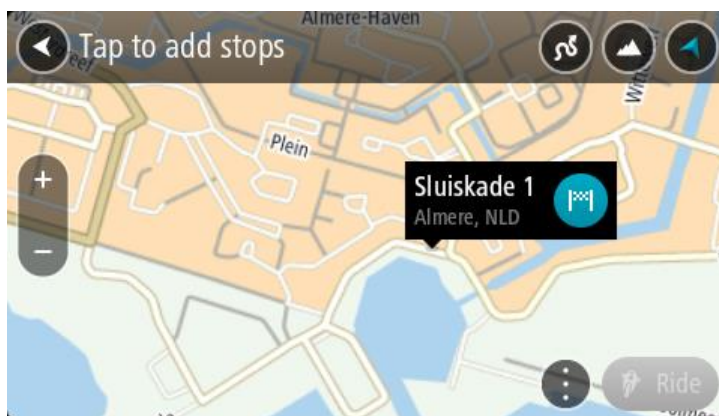 Almere-Haven
Tap to add stops
Plein
Sluiskade 1
Almere, NLD
+
−
Ride